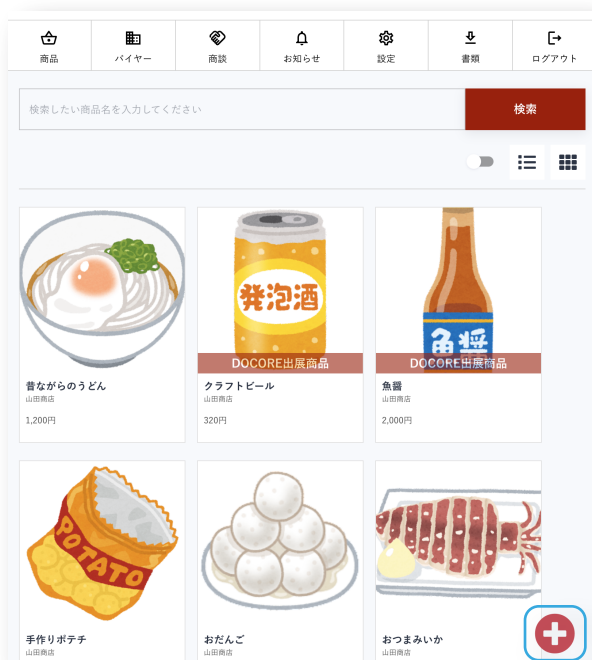 商品
バイヤー
商談
お知らせ
設定
書類
ログアウト
検索したい商品名を入力してください
検索
発泡酒
DOCORE出展商品
魚醤
DOCORE出展商品
昔ながらのうどん
山田商店
1,200円
クラフトビール
山田商店
320円
魚醤
山田商店
2,000円
POTATO
手作りポテチ
山田商店
おだんご
山田商店
おつまみいか
山田商店